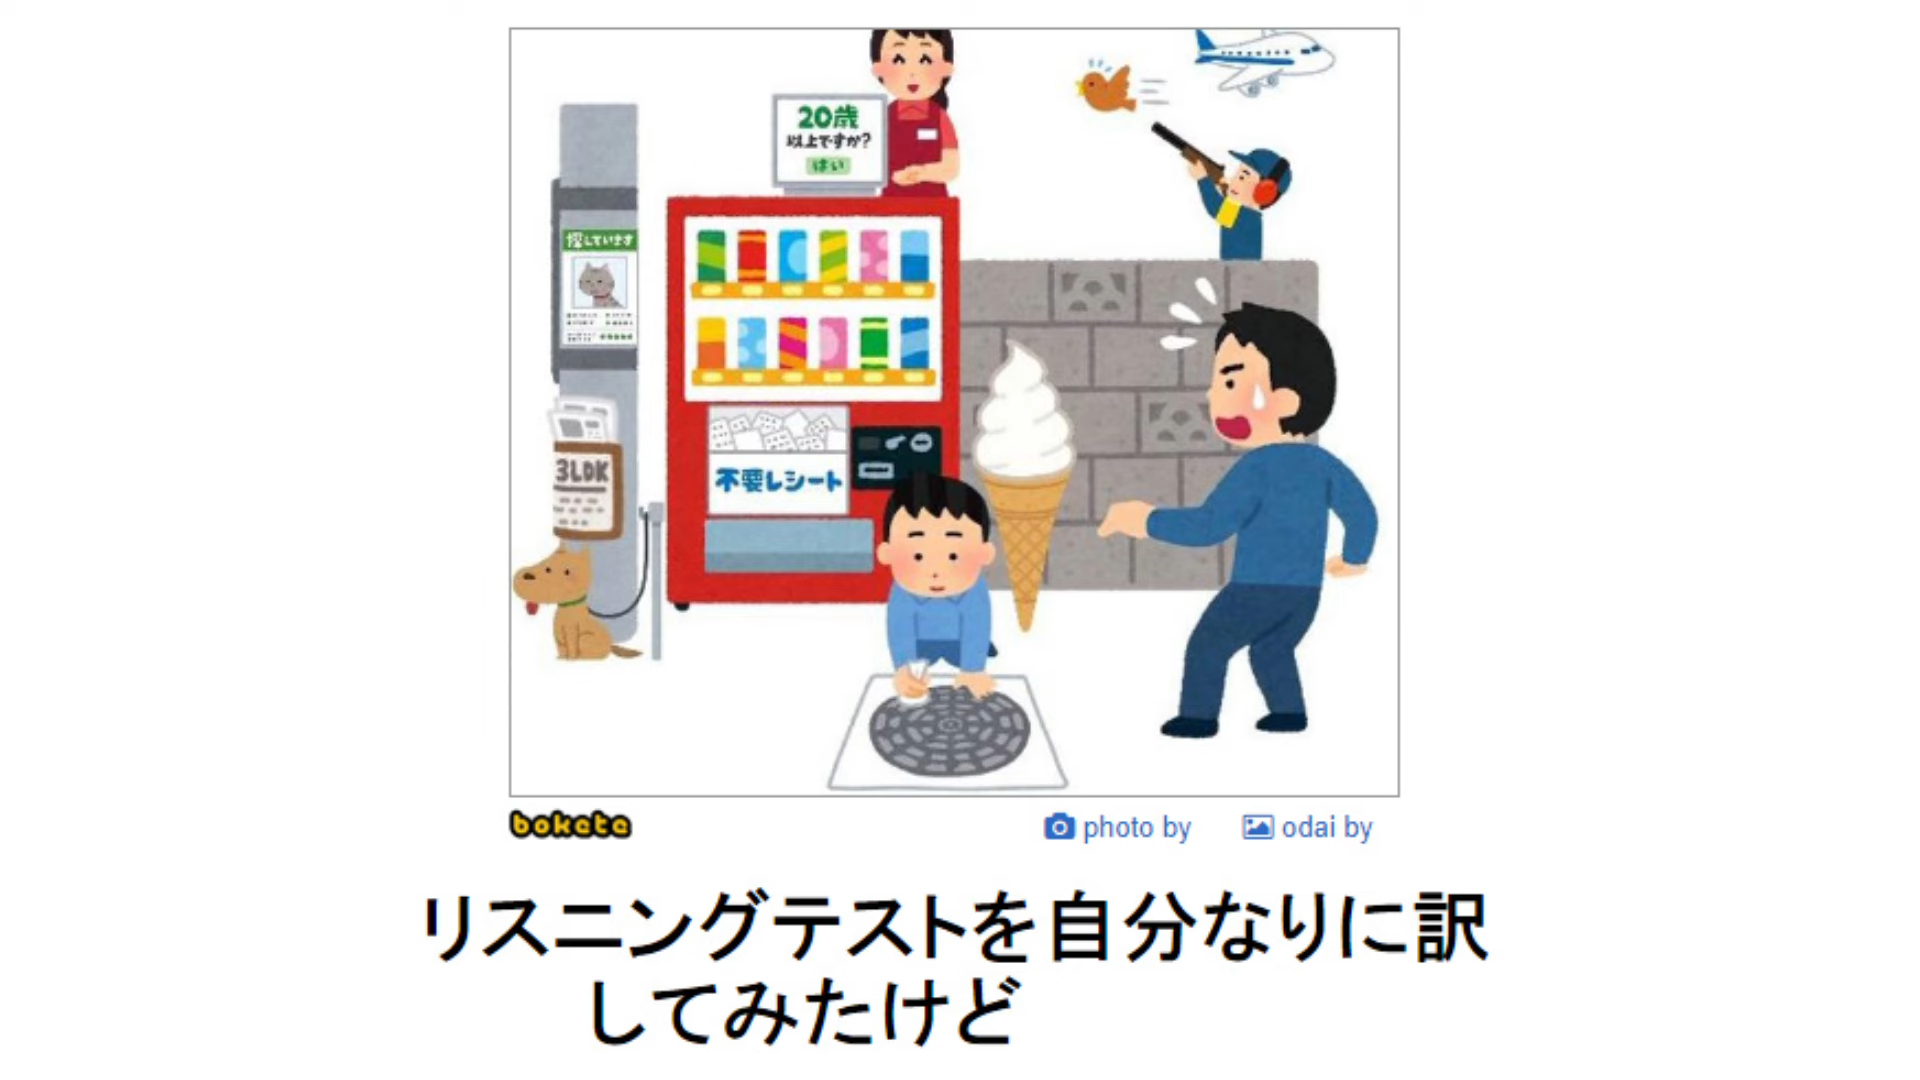 20歳
以上ですか?
はい
探しています
不要レシート
3LDK
bokete
photo by
odai by
リスニングテストを自分なりに訳
してみたけど